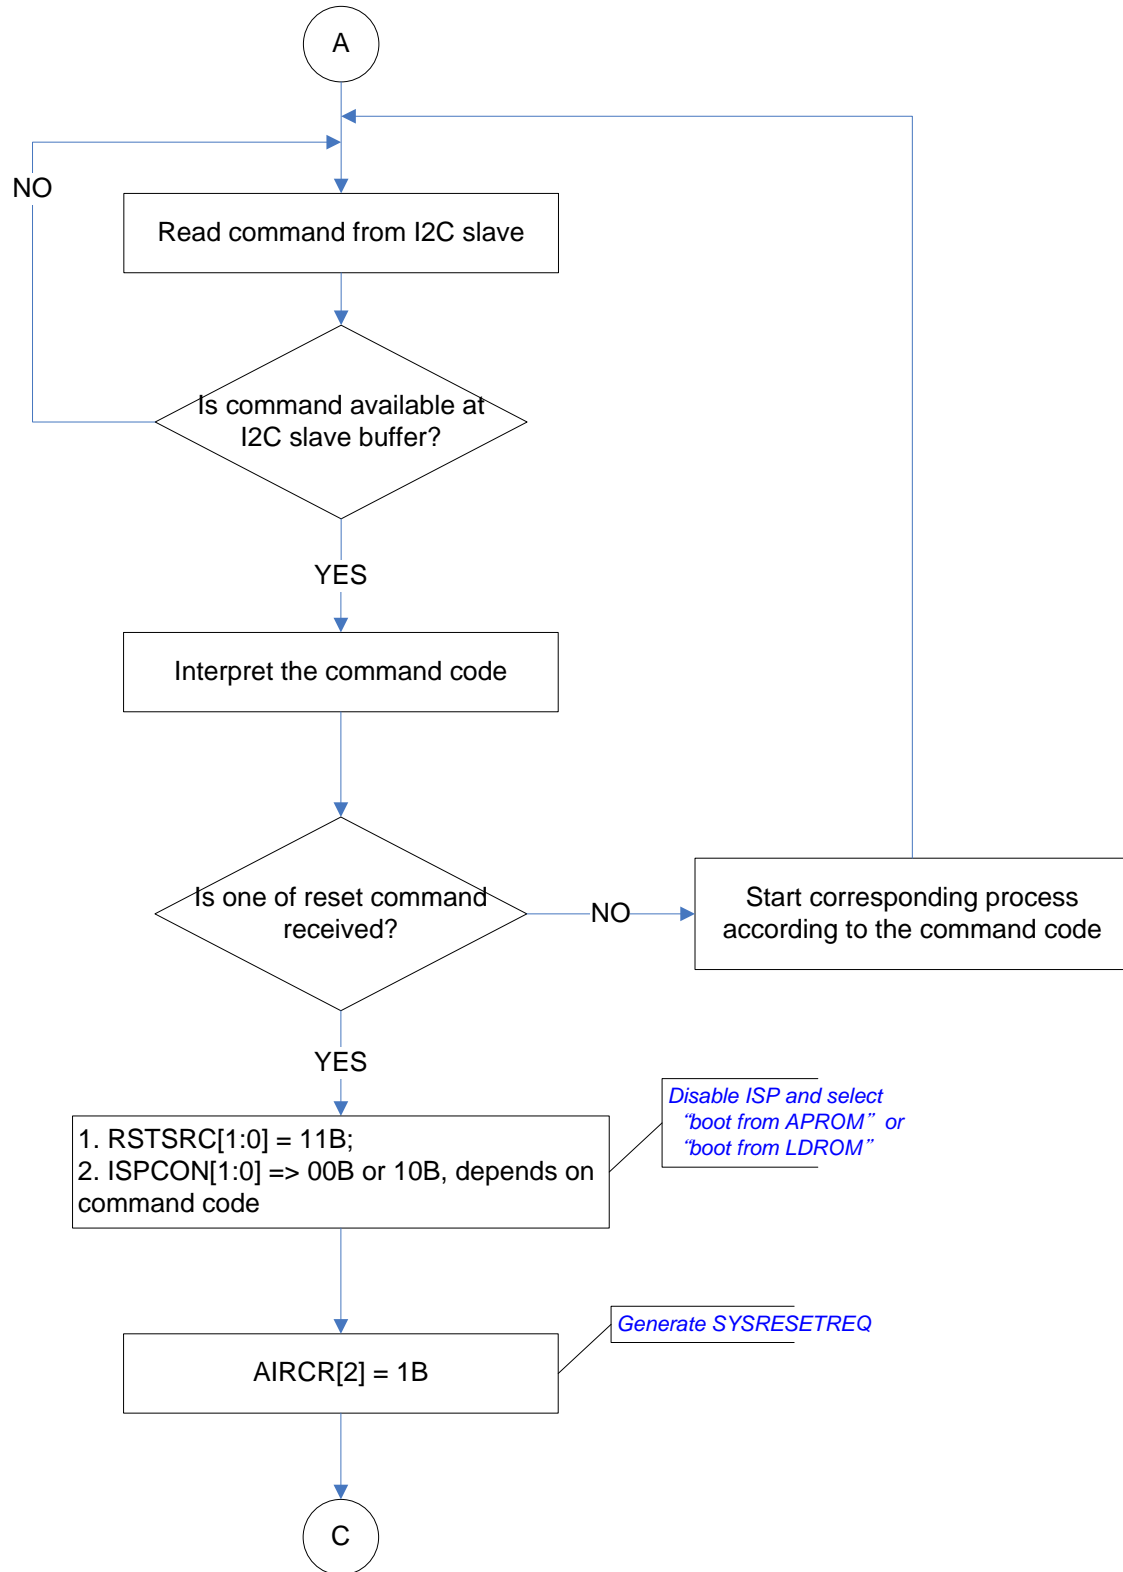 A
NO
Read command from I2C slave
Is command available at
I2C slave buffer?
YES
Interpret the command code
Is one of reset command
received?
NO
Start corresponding process
according to the command code
YES
Disable ISP and select
“boot from APROM” or
“boot from LDROM”
1. RSTSRC[1:0] = 11B;
2. ISPCON[1:0] => 00B or 10B, depends on
command code
Generate SYSRESETREQ
AIRCR[2] = 1B
C